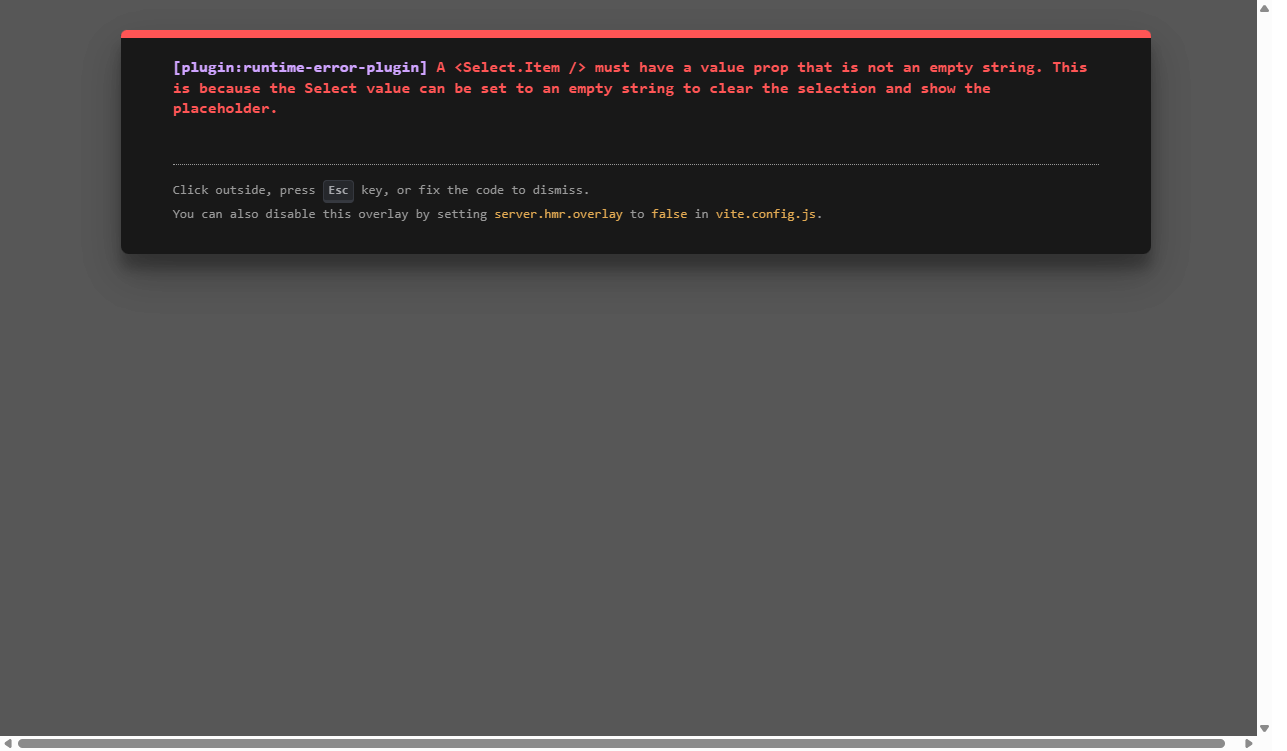 [plugin:runtime-error-plugin] A <Select.Item /> must have a value prop that is not an empty string. This
is because the Select value can be set to an empty string to clear the selection and show the
placeholder.
Click outside, press Esc key, or fix the code to dismiss.
You can also disable this overlay by setting server.hmr.overlay to false in vite.config.js.